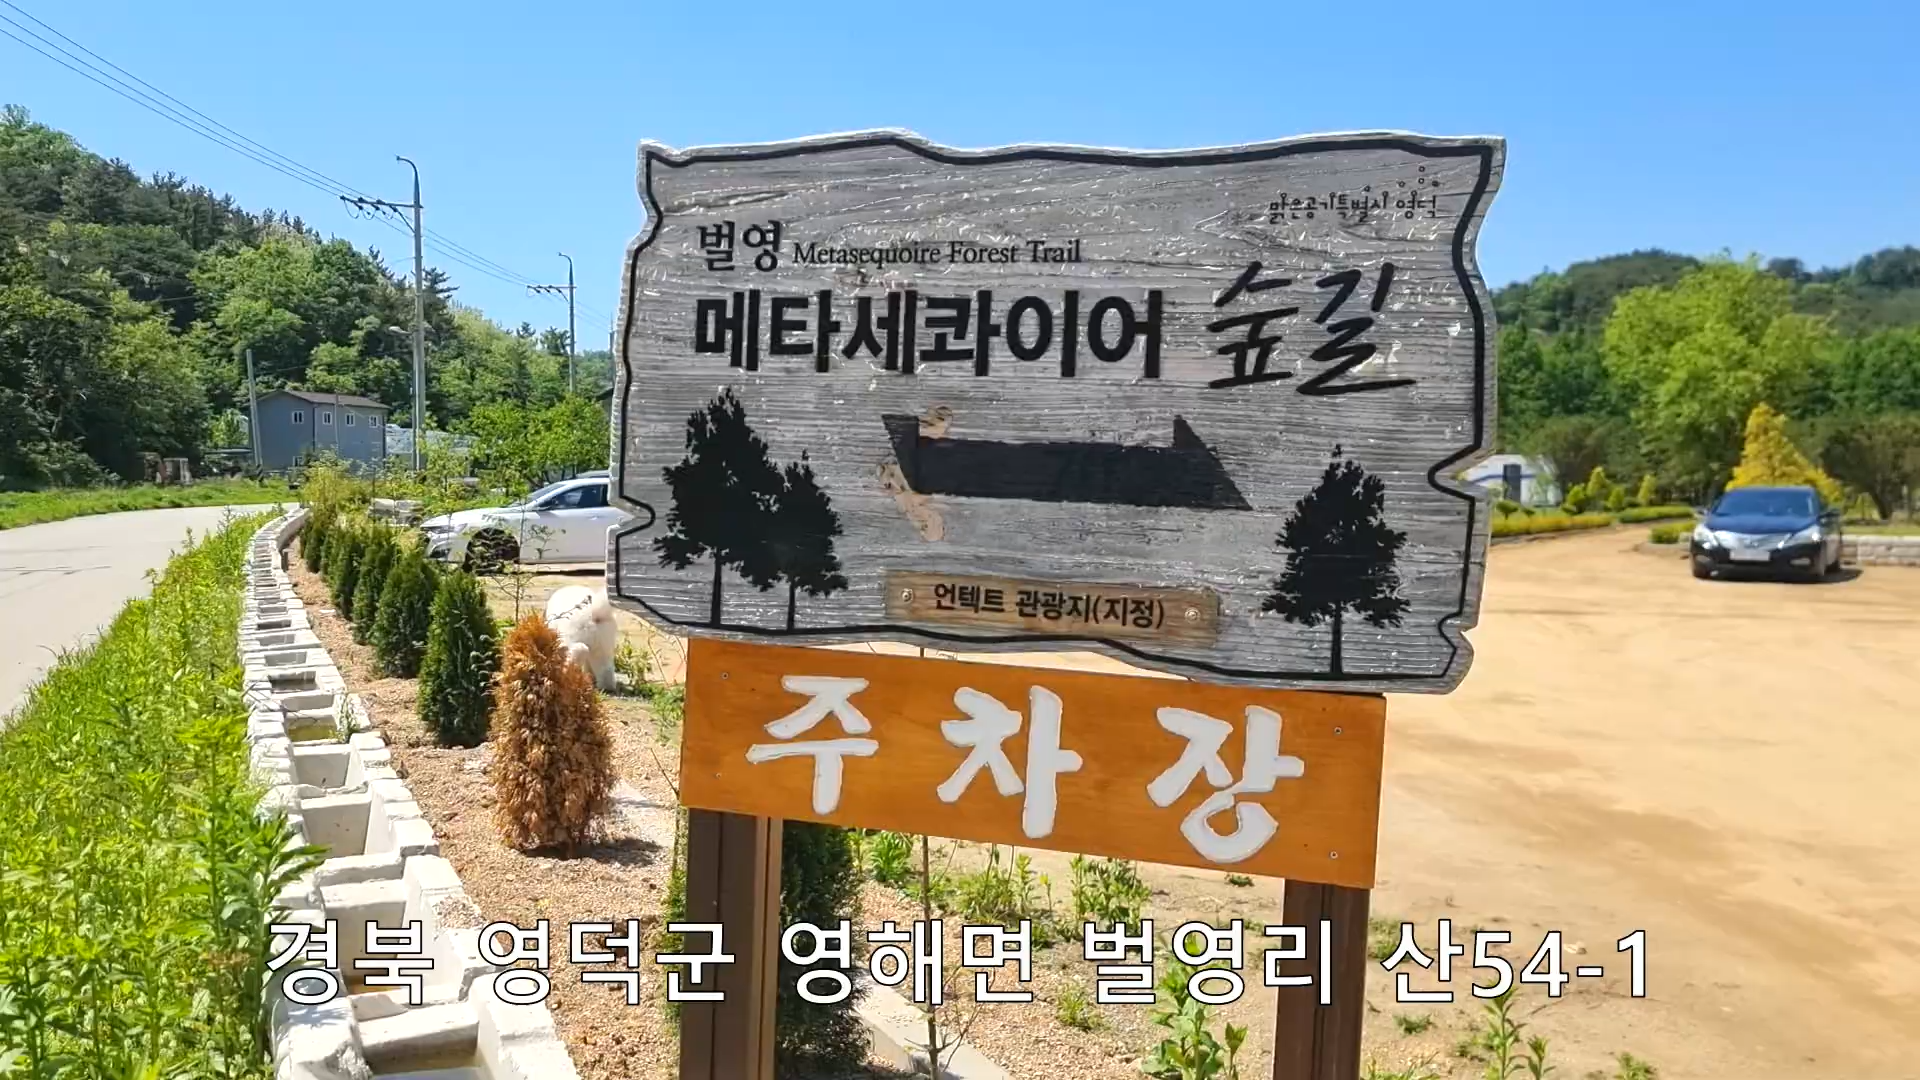 맑은공기특별시 영덕
벌영 Metasequoire Forest Trail
메타세콰이어 숲길
언텍트 관광지(지정)
주차장
경북 영덕군 영해면 벌영리 산54-1